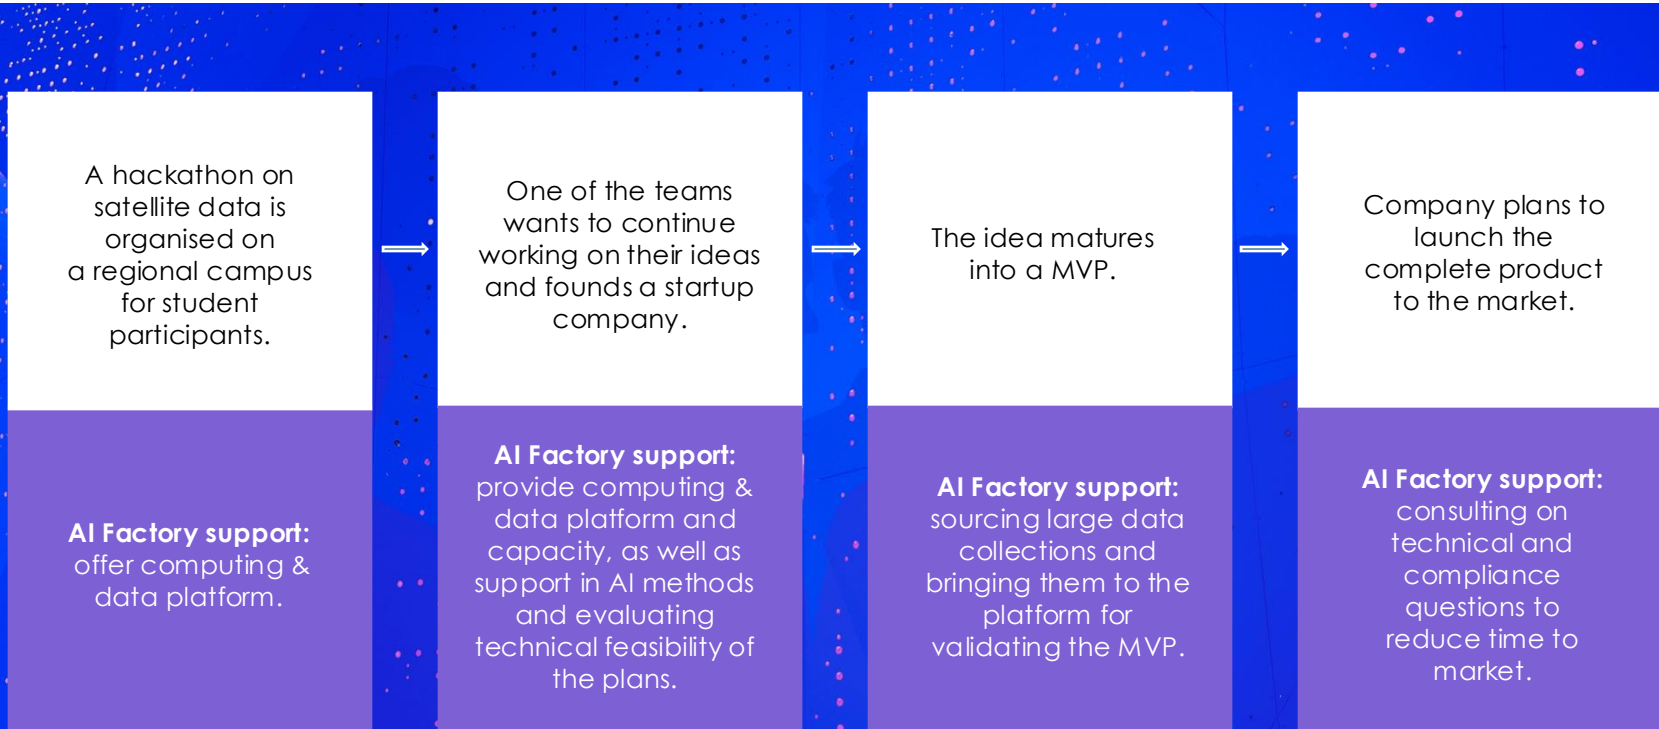 A hackathon on
satellite data is
organised on
a regional campus
for student
participants.
AI Factory support:
offer computing &
data platform.
One of the teams
wants to continue
working on their ideas
and founds a startup
company.
AI Factory support:
provide computing &
data platform and
capacity, as well as
support in AI methods
and evaluating
technical feasibility of
the plans.
The idea matures
into a MVP.
AI Factory support:
sourcing large data
collections and
bringing them to the
platform for
validating the MVP.
Company plans to
launch the
complete product
to the market.
AI Factory support:
consulting on
technical and
compliance
questions to
reduce time to
market.